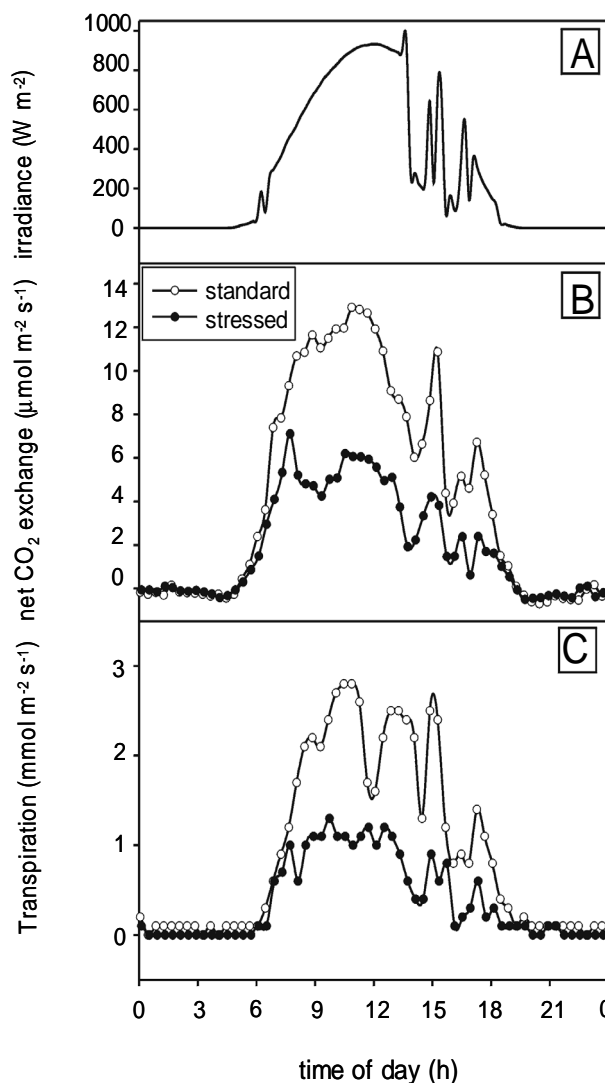 1000
800
600
400
200
0
irradiance (W m-2)
A
14
12
10
8
6
4
2
0
net CO2 exchange (μmol m-2 s-1)
standard
stressed
B
3
2
1
0
Transpiration (mmol m-2 s-1)
C
0 3 6 9 12 15 18 21 0
time of day (h)